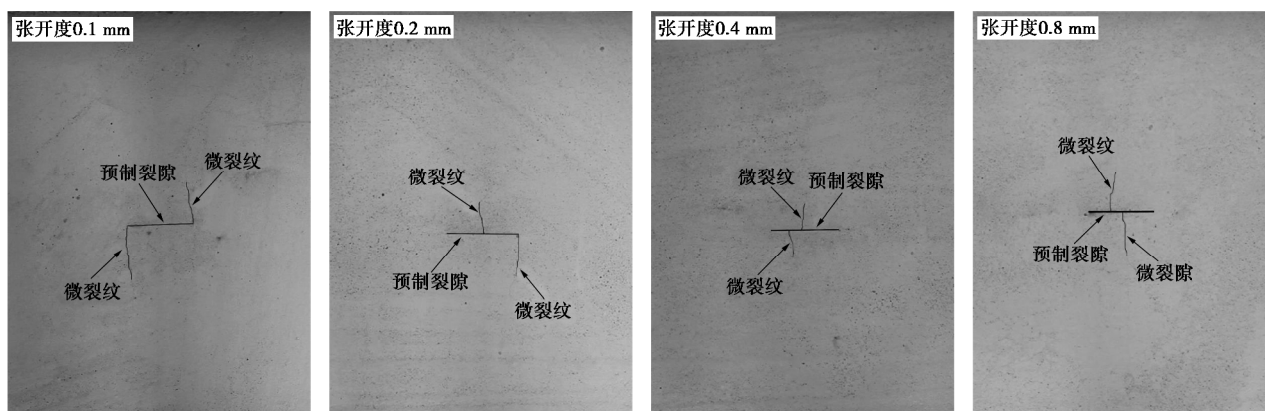 张开度0.1 mm
微裂纹
预制裂隙
微裂纹
张开度0.2 mm
微裂纹
预制裂隙
微裂纹
张开度0.4 mm
微裂纹
预制裂隙
微裂纹
张开度0.8 mm
微裂纹
预制裂隙
微裂隙